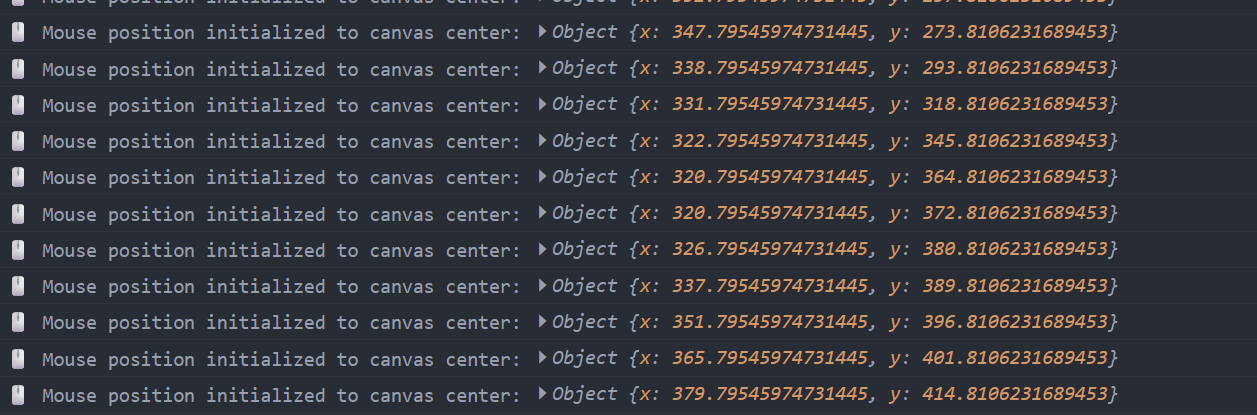 Mouse position initialized to canvas center: ▶Object {x: 347.79545974731445, y: 273.8106231689453}
Mouse position initialized to canvas center: ▶Object {x: 338.79545974731445, y: 293.8106231689453}
Mouse position initialized to canvas center: ▶Object {x: 331.79545974731445, y: 318.8106231689453}
Mouse position initialized to canvas center: ▶Object {x: 322.79545974731445, y: 345.8106231689453}
Mouse position initialized to canvas center: ▶Object {x: 320.79545974731445, y: 364.8106231689453}
Mouse position initialized to canvas center: ▶Object {x: 320.79545974731445, y: 372.8106231689453}
Mouse position initialized to canvas center: ▶Object {x: 326.79545974731445, y: 380.8106231689453}
Mouse position initialized to canvas center: ▶Object {x: 337.79545974731445, y: 389.8106231689453}
Mouse position initialized to canvas center: ▶Object {x: 351.79545974731445, y: 396.8106231689453}
Mouse position initialized to canvas center: ▶Object {x: 365.79545974731445, y: 401.8106231689453}
Mouse position initialized to canvas center: ▶Object {x: 379.79545974731445, y: 414.8106231689453}